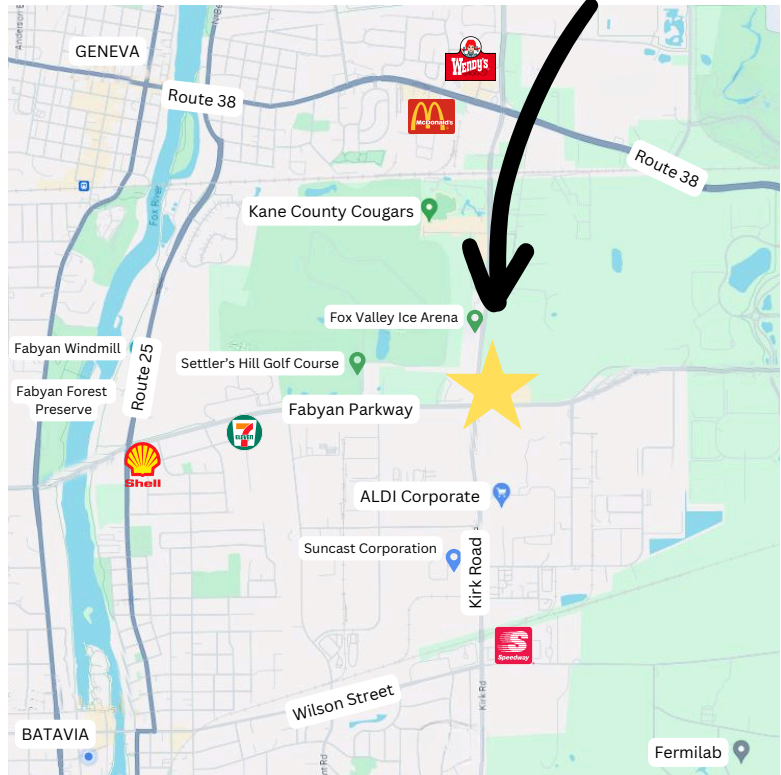 GENEVA
Wendy's
McDonald's
Route 38
Route 38
Fox River
Kane County Cougars
Fox Valley Ice Arena
Fabyan Windmill
Settler's Hill Golf Course
Route 25
Fabyan Forest
Preserve
Fabyan Parkway
7
ELEVEN
Shell
ALDI Corporate
Suncast Corporation
Kirk Road
Speedway
Wilson Street
Kirk Rd
BATAVIA
Fermilab